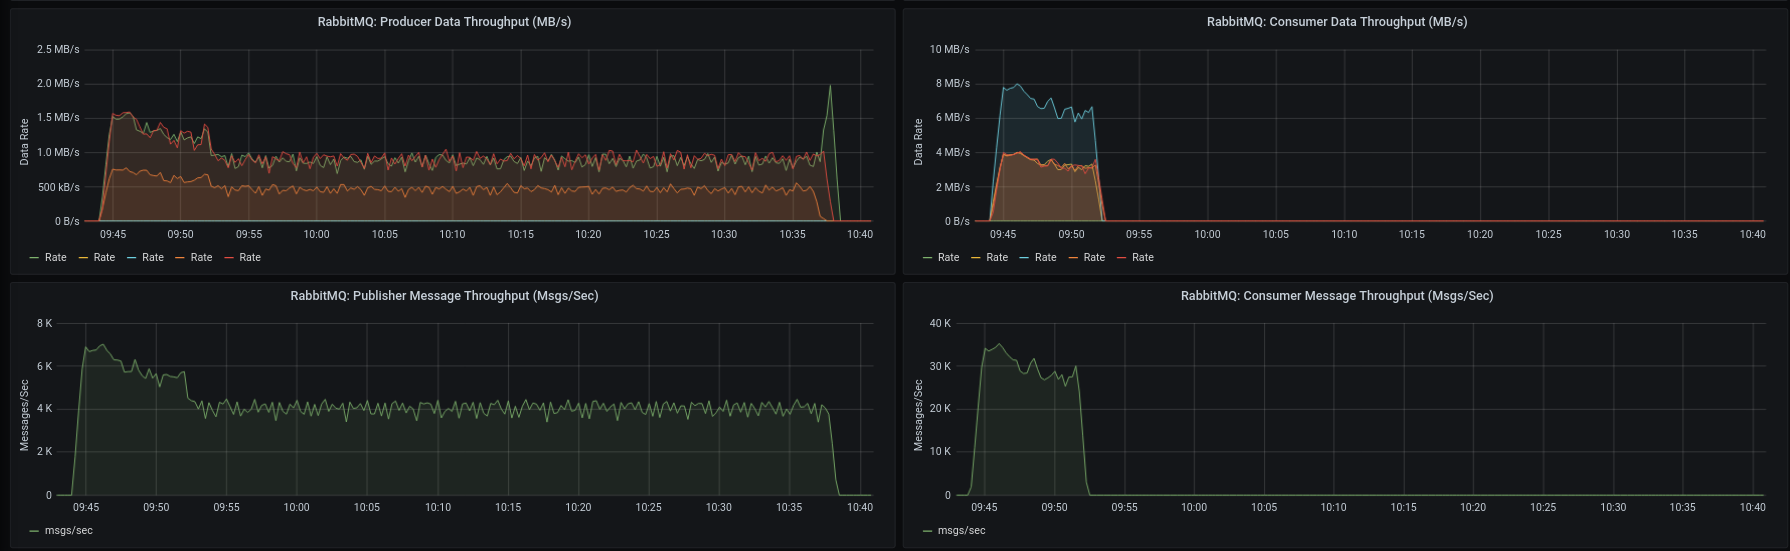 RabbitMQ: Producer Data Throughput (MB/s)
2.5 MB/s
2.0 MB/s
1.5 MB/s
1.0 MB/s
500 kB/s
0 B/s
Data Rate
09:45 09:50 09:55 10:00 10:05 10:10 10:15 10:20 10:25 10:30 10:35 10:40
Rate Rate Rate Rate Rate
RabbitMQ: Consumer Data Throughput (MB/s)
10 MB/s
8 MB/s
6 MB/s
4 MB/s
2 MB/s
0 B/s
Data Rate
09:45 09:50 09:55 10:00 10:05 10:10 10:15 10:20 10:25 10:30 10:35 10:40
Rate Rate Rate Rate Rate
RabbitMQ: Publisher Message Throughput (Msgs/Sec)
8 K
6 K
4 K
2 K
0
Messages/Sec
09:45 09:50 09:55 10:00 10:05 10:10 10:15 10:20 10:25 10:30 10:35 10:40
msgs/sec
RabbitMQ: Consumer Message Throughput (Msgs/Sec)
40 K
30 K
20 K
10 K
0
Messages/Sec
09:45 09:50 09:55 10:00 10:05 10:10 10:15 10:20 10:25 10:30 10:35 10:40
msgs/sec